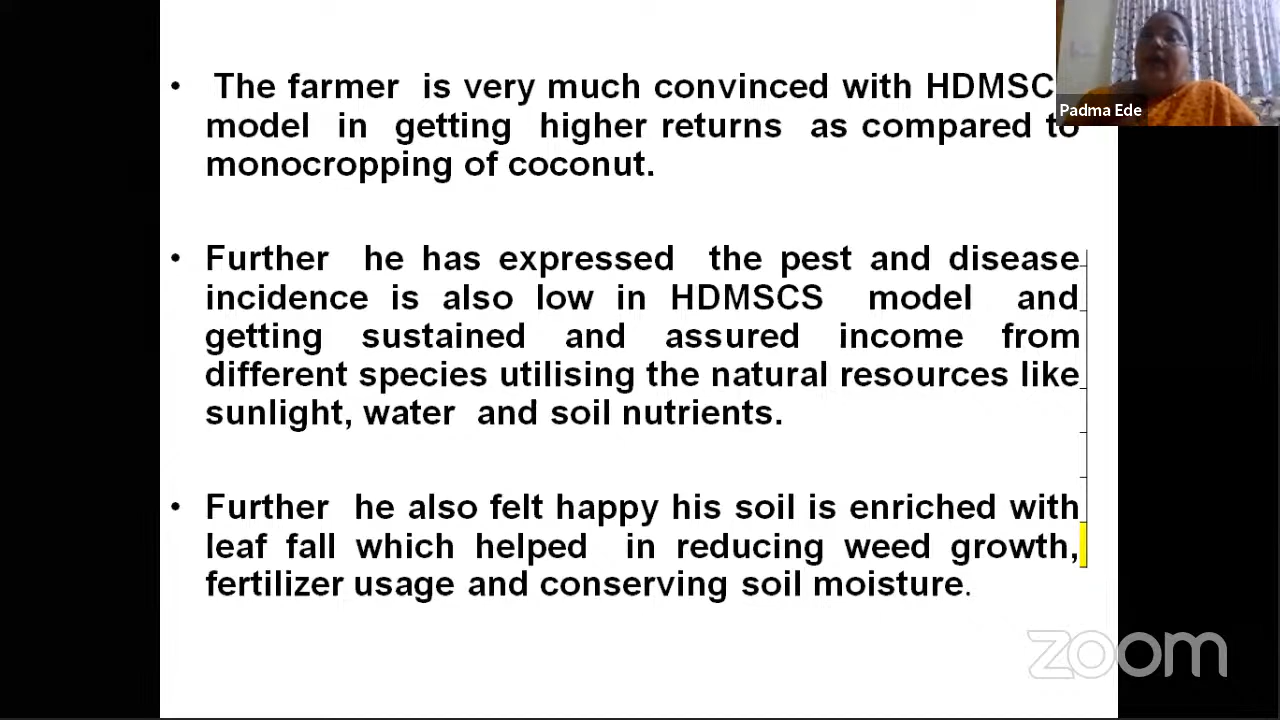 • The farmer is very much convinced with HDMSC
model in getting higher returns as compared to
monocropping of coconut.
• Further he has expressed the pest and disease
incidence is also low in HDMSCS model and
getting sustained and assured income from
different species utilising the natural resources like
sunlight, water and soil nutrients.
• Further he also felt happy his soil is enriched with
leaf fall which helped in reducing weed growth,
fertilizer usage and conserving soil moisture.
Padma Ede
zoom